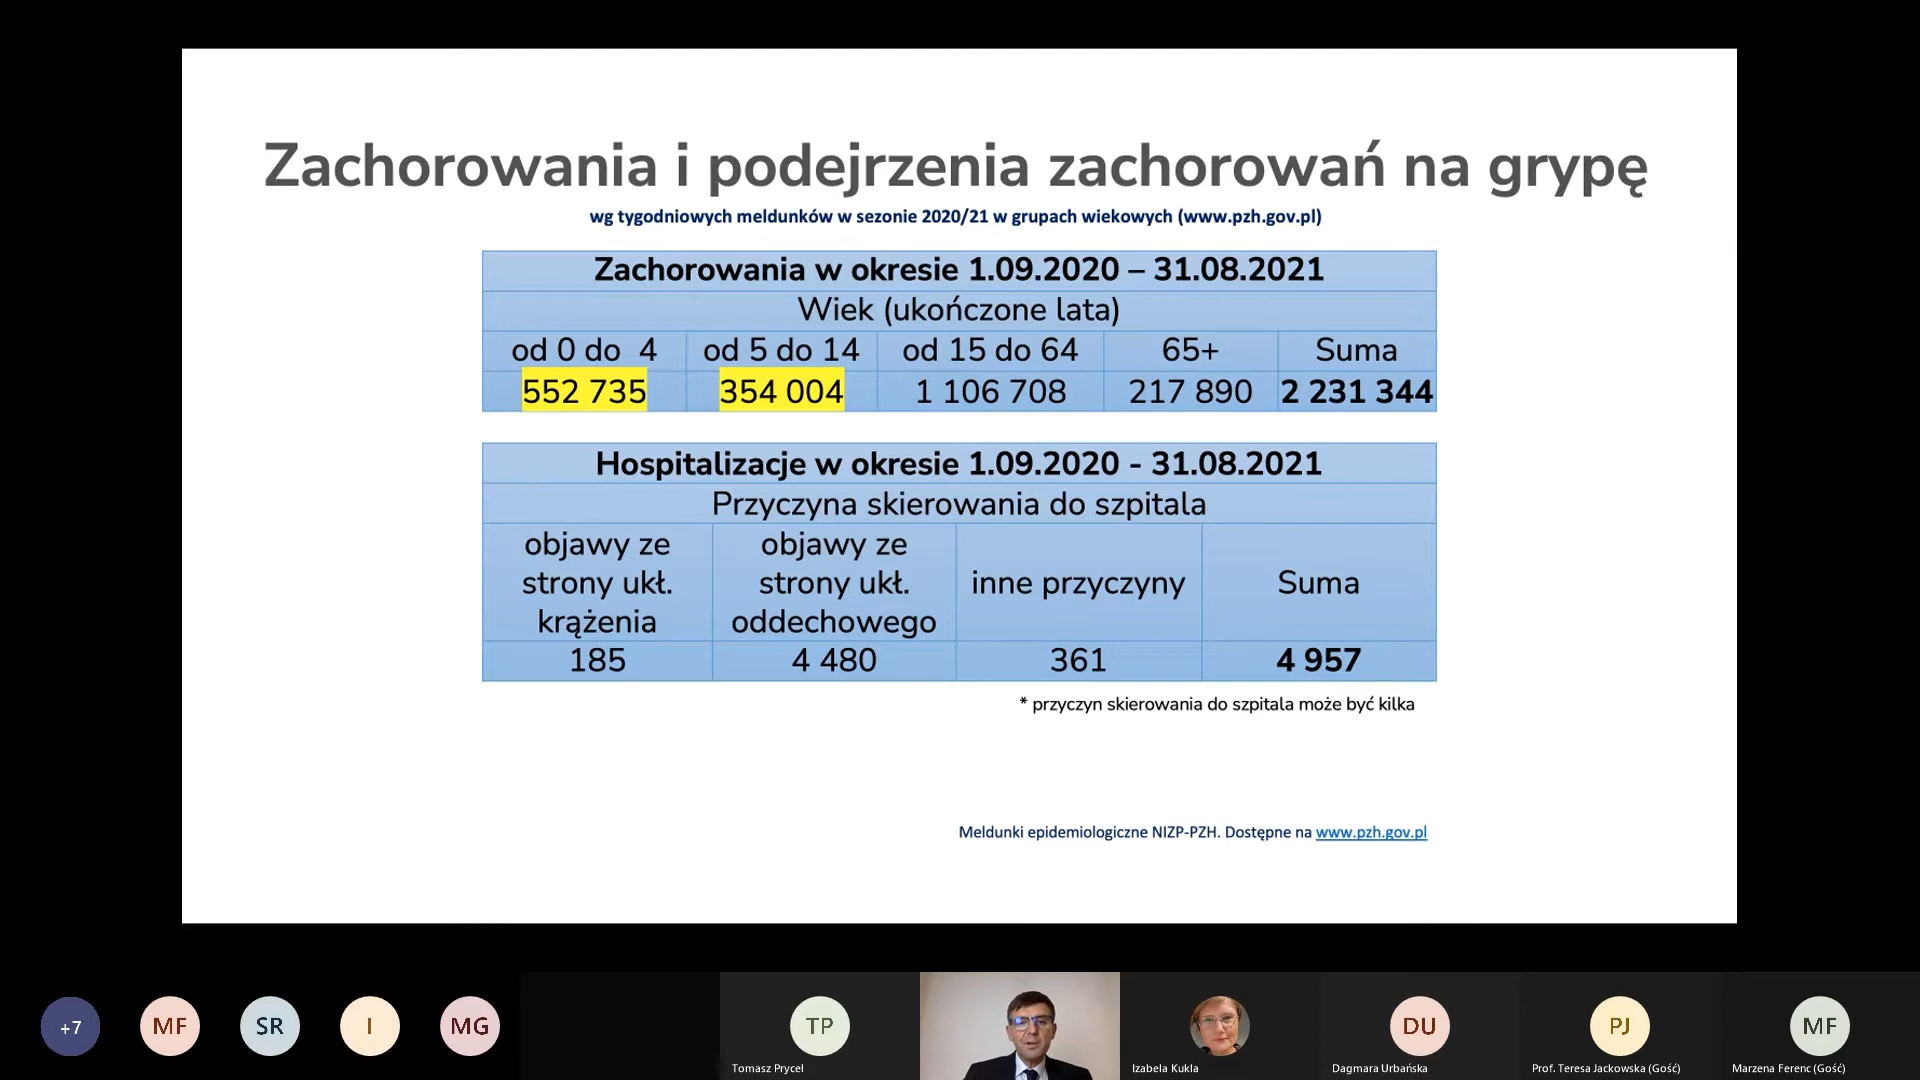 Zachorowania i podejrzenia zachorowań na grypę
wg tygodniowych meldunków w sezonie 2020/21 w grupach wiekowych (www.pzh.gov.pl)
Zachorowania w okresie 1.09.2020 – 31.08.2021
Wiek (ukończone lata)
od 0 do 4 od 5 do 14 od 15 do 64 65+ Suma
552 735 354 004 1 106 708 217 890 2 231 344
Hospitalizacje w okresie 1.09.2020 - 31.08.2021
Przyczyna skierowania do szpitala
objawy ze
strony ukł.
krążenia
objawy ze
strony ukł.
oddechowego
inne przyczyny
Suma
185 4 480 361 4 957
* przyczyn skierowania do szpitala może być kilka
Meldunki epidemiologiczne NIZP-PZH. Dostępne na www.pzh.gov.pl
+7 MF SR I MG TP DU PJ MF
Tomasz Prycel Izabela Kukla Dagmara Urbańska Prof. Teresa Jackowska (Gość) Marzena Ferenc (Gość)